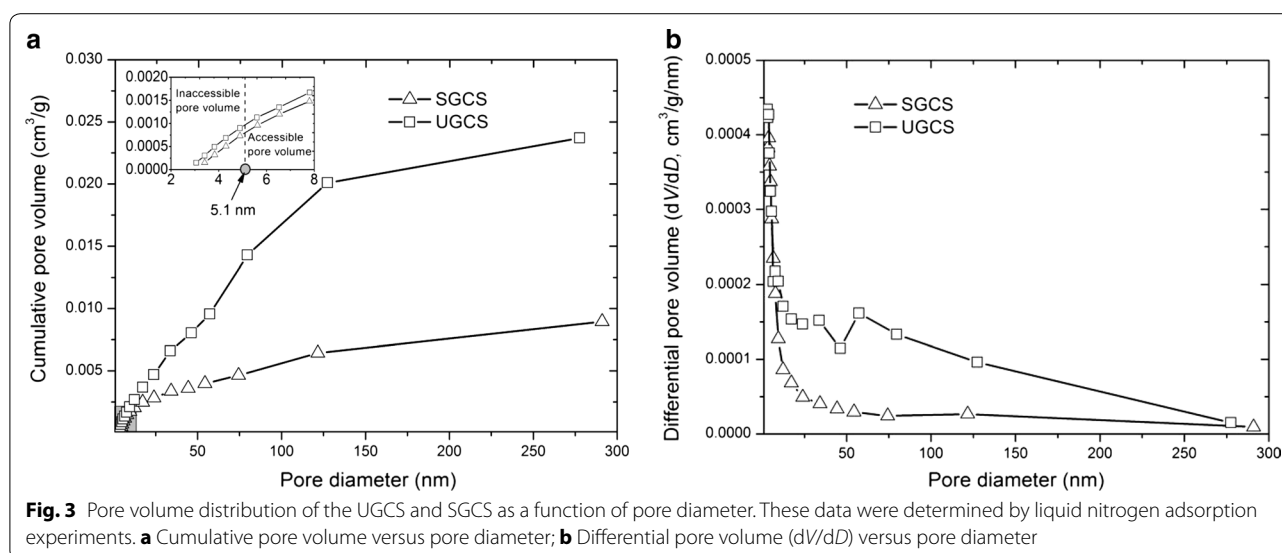 a
Cumulative pore volume (cm³/g)
0.030
0.025
0.020
0.015
0.010
0.005
50
100
150
200
250
300
Pore diameter (nm)
0.0020
0.0015
0.0010
0.0005
0.0000
2
4
6
8
Inaccessible
pore volume
Accessible
pore volume
5.1 nm
SGCS
UGCS
b
Differential pore volume (dV/dD, cm³/g/nm)
0.0005
0.0004
0.0003
0.0002
0.0001
0.0000
50
100
150
200
250
300
Pore diameter (nm)
SGCS
UGCS
Fig. 3 Pore volume distribution of the UGCS and SGCS as a function of pore diameter. These data were determined by liquid nitrogen adsorption
experiments. a Cumulative pore volume versus pore diameter; b Differential pore volume (dV/dD) versus pore diameter